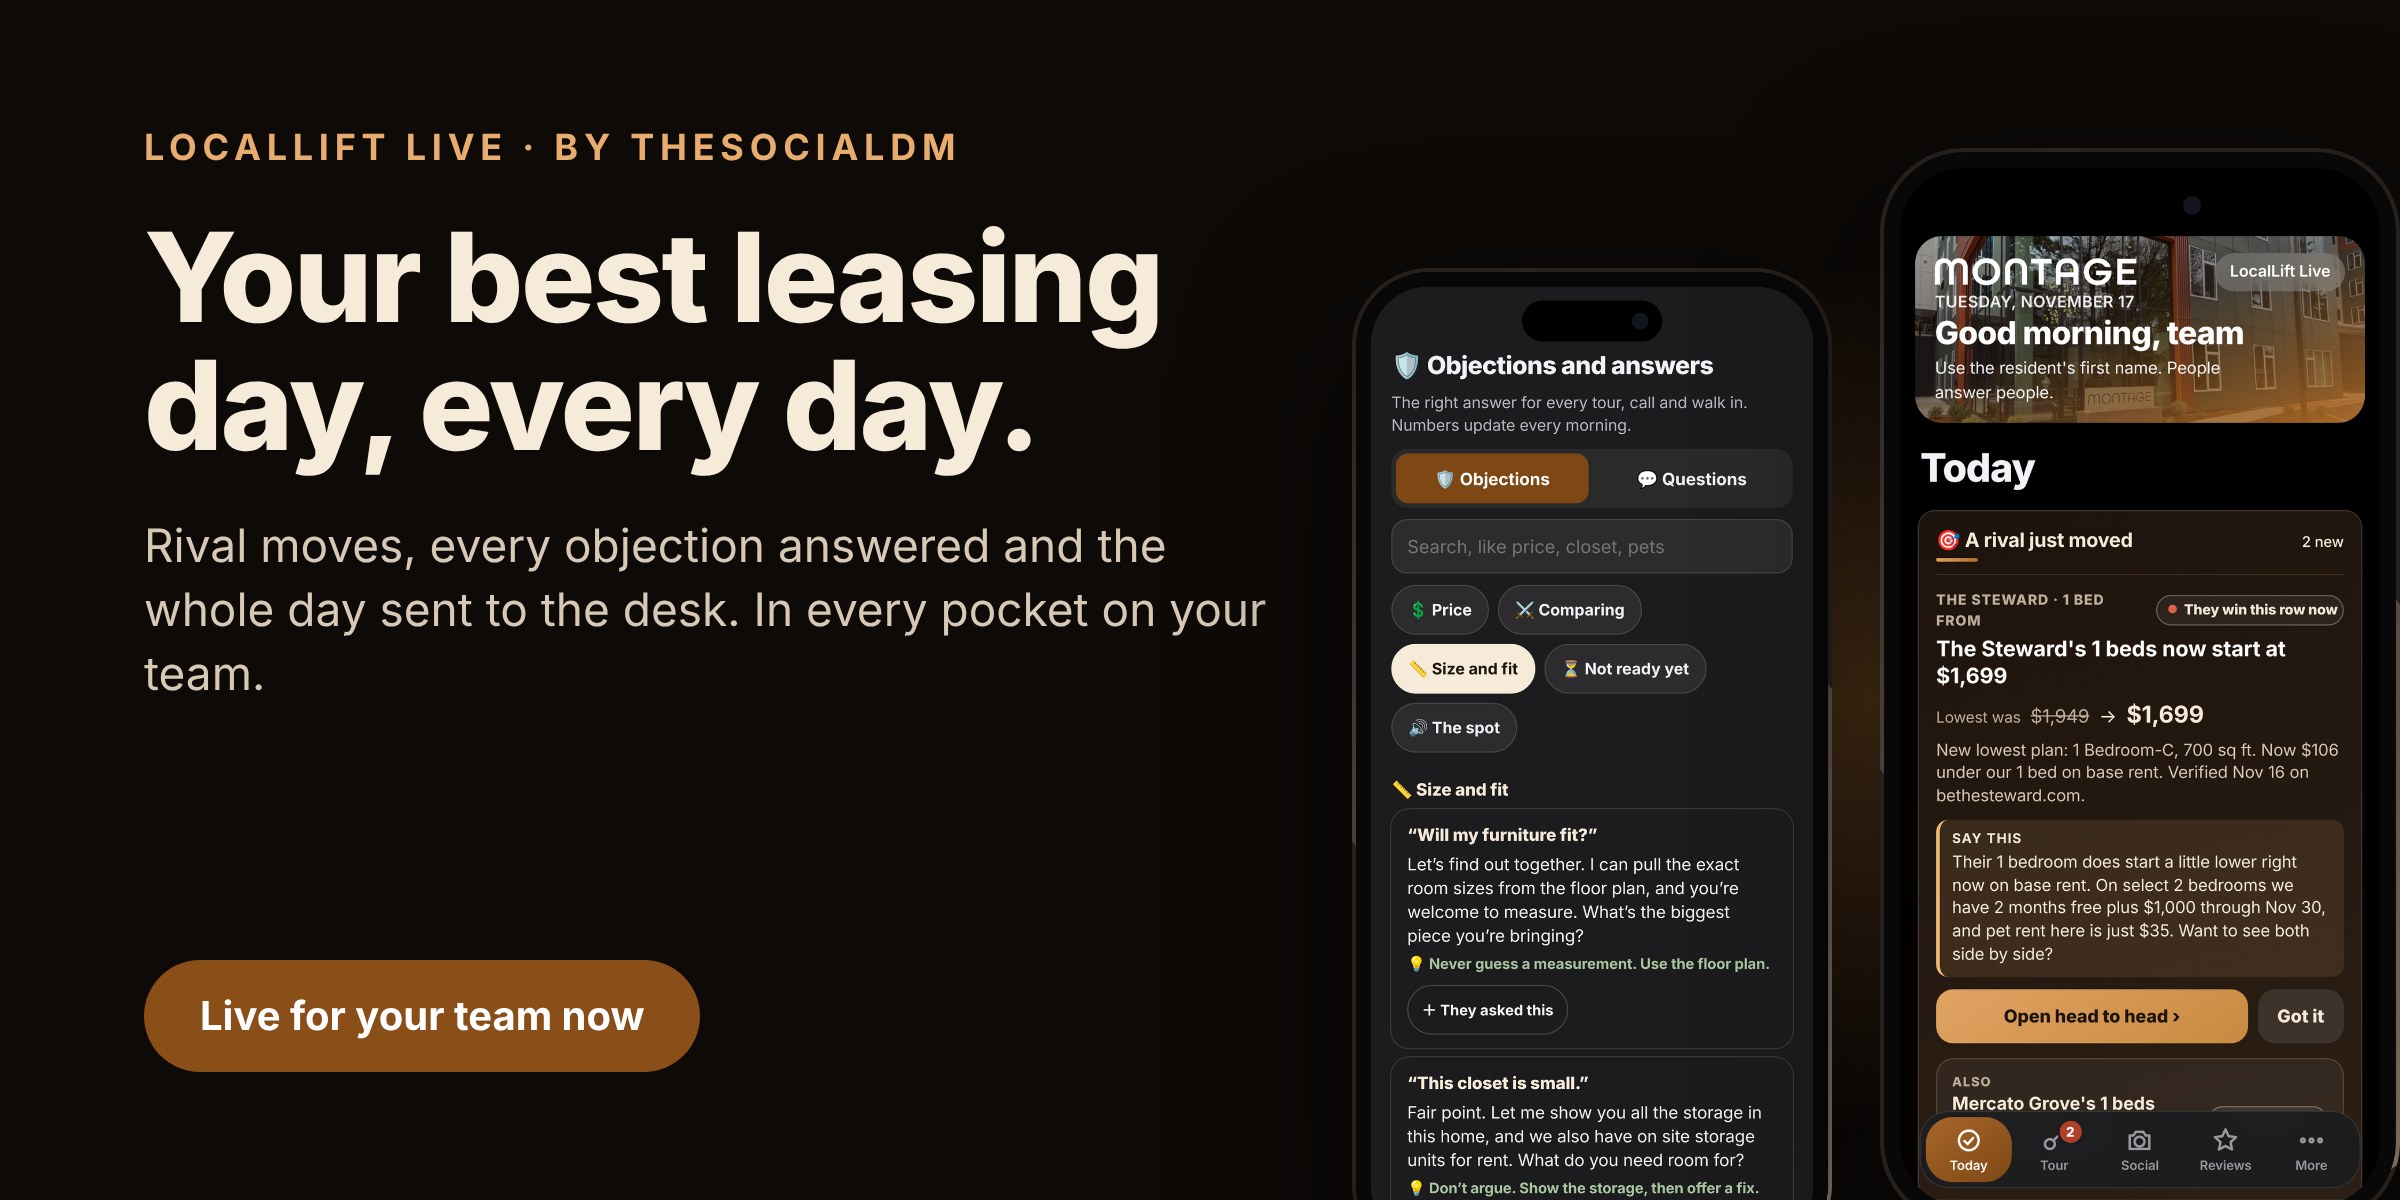 LOCALLIFT LIVE · BY THESOCIALDM
Your best leasing
day, every day.
Rival moves, every objection answered and the
whole day sent to the desk. In every pocket on your
team.
Live for your team now
🛡️ Objections and answers
The right answer for every tour, call and walk in.
Numbers update every morning.
🛡️ Objections
💬 Questions
Search, like price, closet, pets
💲 Price
⚔️ Comparing
📏 Size and fit
⏳ Not ready yet
🔊 The spot
📏 Size and fit
“Will my furniture fit?”
Let’s find out together. I can pull the exact
room sizes from the floor plan, and you’re
welcome to measure. What’s the biggest
piece you’re bringing?
💡 Never guess a measurement. Use the floor plan.
+ They asked this
“This closet is small.”
Fair point. Let me show you all the storage in
this home, and we also have on site storage
units for rent. What do you need room for?
💡 Don’t argue. Show the storage, then offer a fix.
MONTAGE
LocalLift Live
TUESDAY, NOVEMBER 17
Good morning, team
Use the resident's first name. People
answer people.
MONTAGE
Today
🎯 A rival just moved
2 new
THE STEWARD · 1 BED
FROM
They win this row now
The Steward's 1 beds now start at
$1,699
Lowest was $1,949 → $1,699
New lowest plan: 1 Bedroom-C, 700 sq ft. Now $106
under our 1 bed on base rent. Verified Nov 16 on
bethesteward.com.
SAY THIS
Their 1 bedroom does start a little lower right
now on base rent. On select 2 bedrooms we
have 2 months free plus $1,000 through Nov 30,
and pet rent here is just $35. Want to see both
side by side?
Open head to head ›
Got it
ALSO
Mercato Grove's 1 beds
2
Today
Tour
Social
Reviews
More